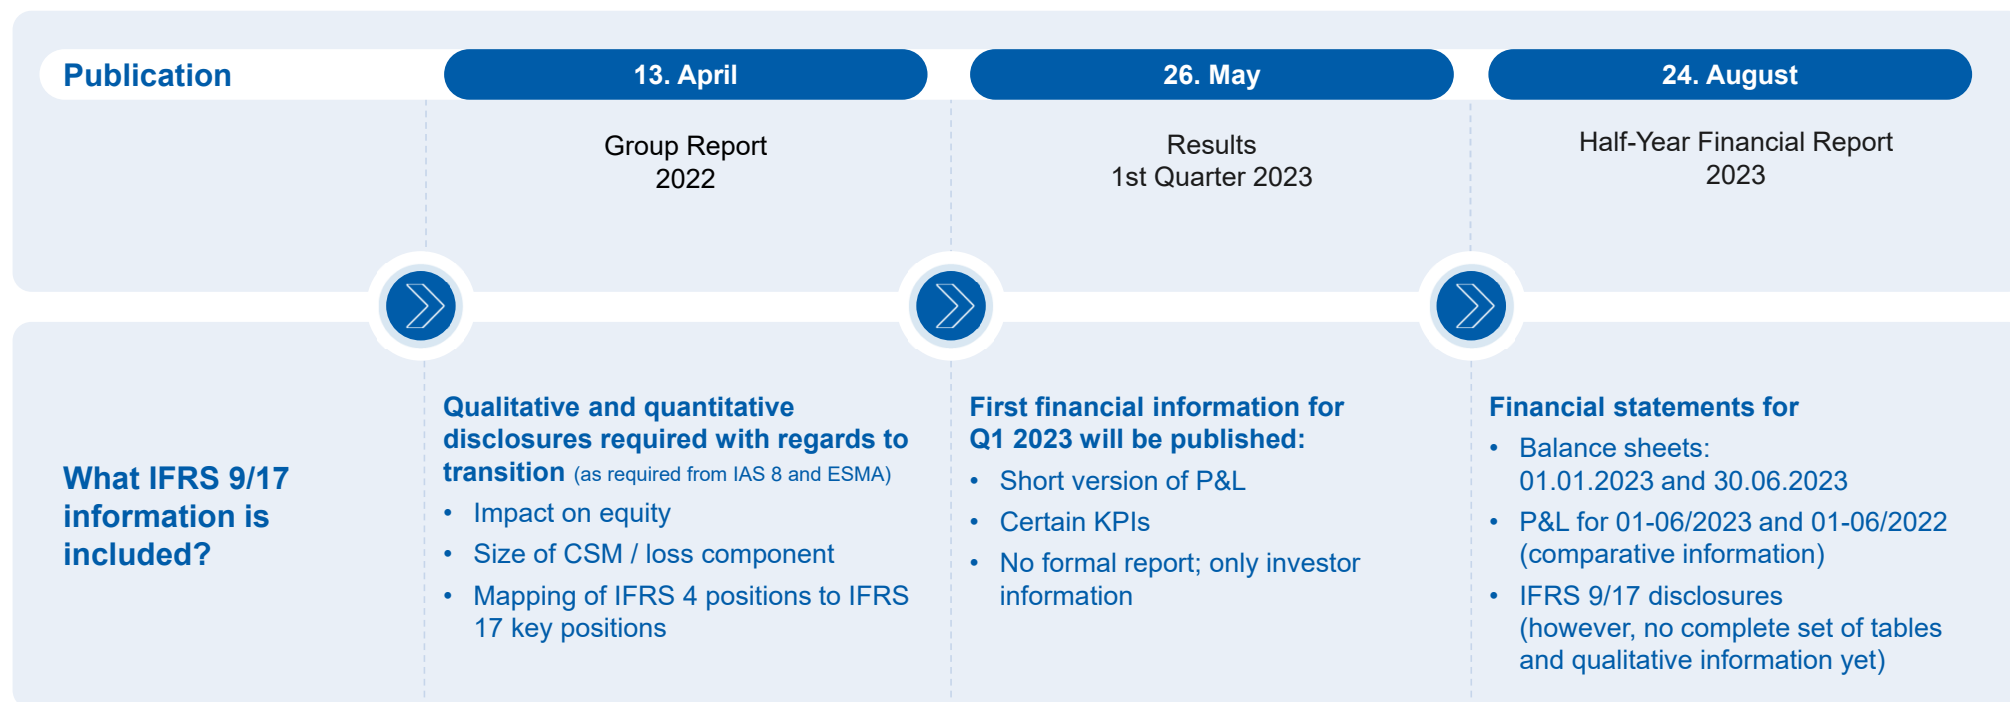 Publication
13. April
26. May
24. August
Group Report
2022
Results
1st Quarter 2023
Half-Year Financial Report
2023
What IFRS 9/17
information is
included?
Qualitative and quantitative
disclosures required with regards to
transition (as required from IAS 8 and ESMA)
• Impact on equity
• Size of CSM / loss component
• Mapping of IFRS 4 positions to IFRS
17 key positions
First financial information for
Q1 2023 will be published:
• Short version of P&L
• Certain KPIs
• No formal report; only investor
information
Financial statements for
• Balance sheets:
01.01.2023 and 30.06.2023
• P&L for 01-06/2023 and 01-06/2022
(comparative information)
• IFRS 9/17 disclosures
(however, no complete set of tables
and qualitative information yet)